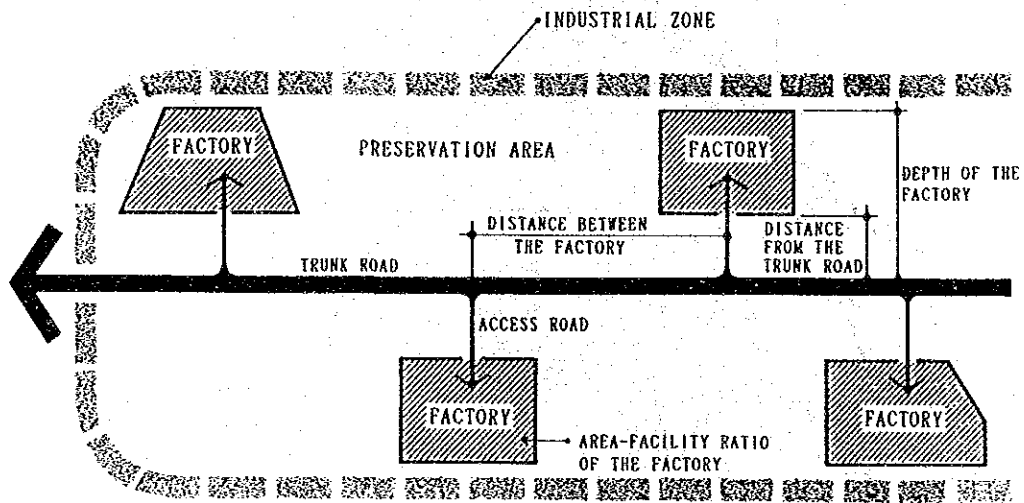 INDUSTRIAL ZONE
FACTORY
PRESERVATION AREA
FACTORY
DEPTH OF THE
FACTORY
DISTANCE BETWEEN
THE FACTORY
DISTANCE
FROM THE
TRUNK ROAD
TRUNK ROAD
ACCESS ROAD
FACTORY
FACTORY
AREA-FACILITY RATIO
OF THE FACTORY